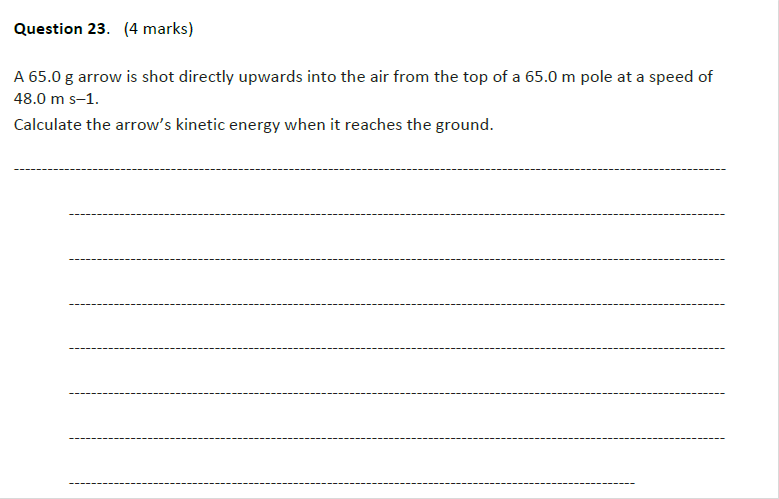 Question 23. (4 marks)
A 65.0 g arrow is shot directly upwards into the air from the top of a 65.0 m pole at a speed of
48.0 m s–1.
Calculate the arrow's kinetic energy when it reaches the ground.